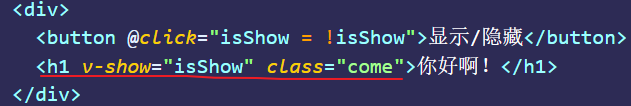 <div>
<button @click="isShow = !isShow">显示/隐藏</button>
<h1 v-show="isShow" class="come">你好啊！</h1>
</div>